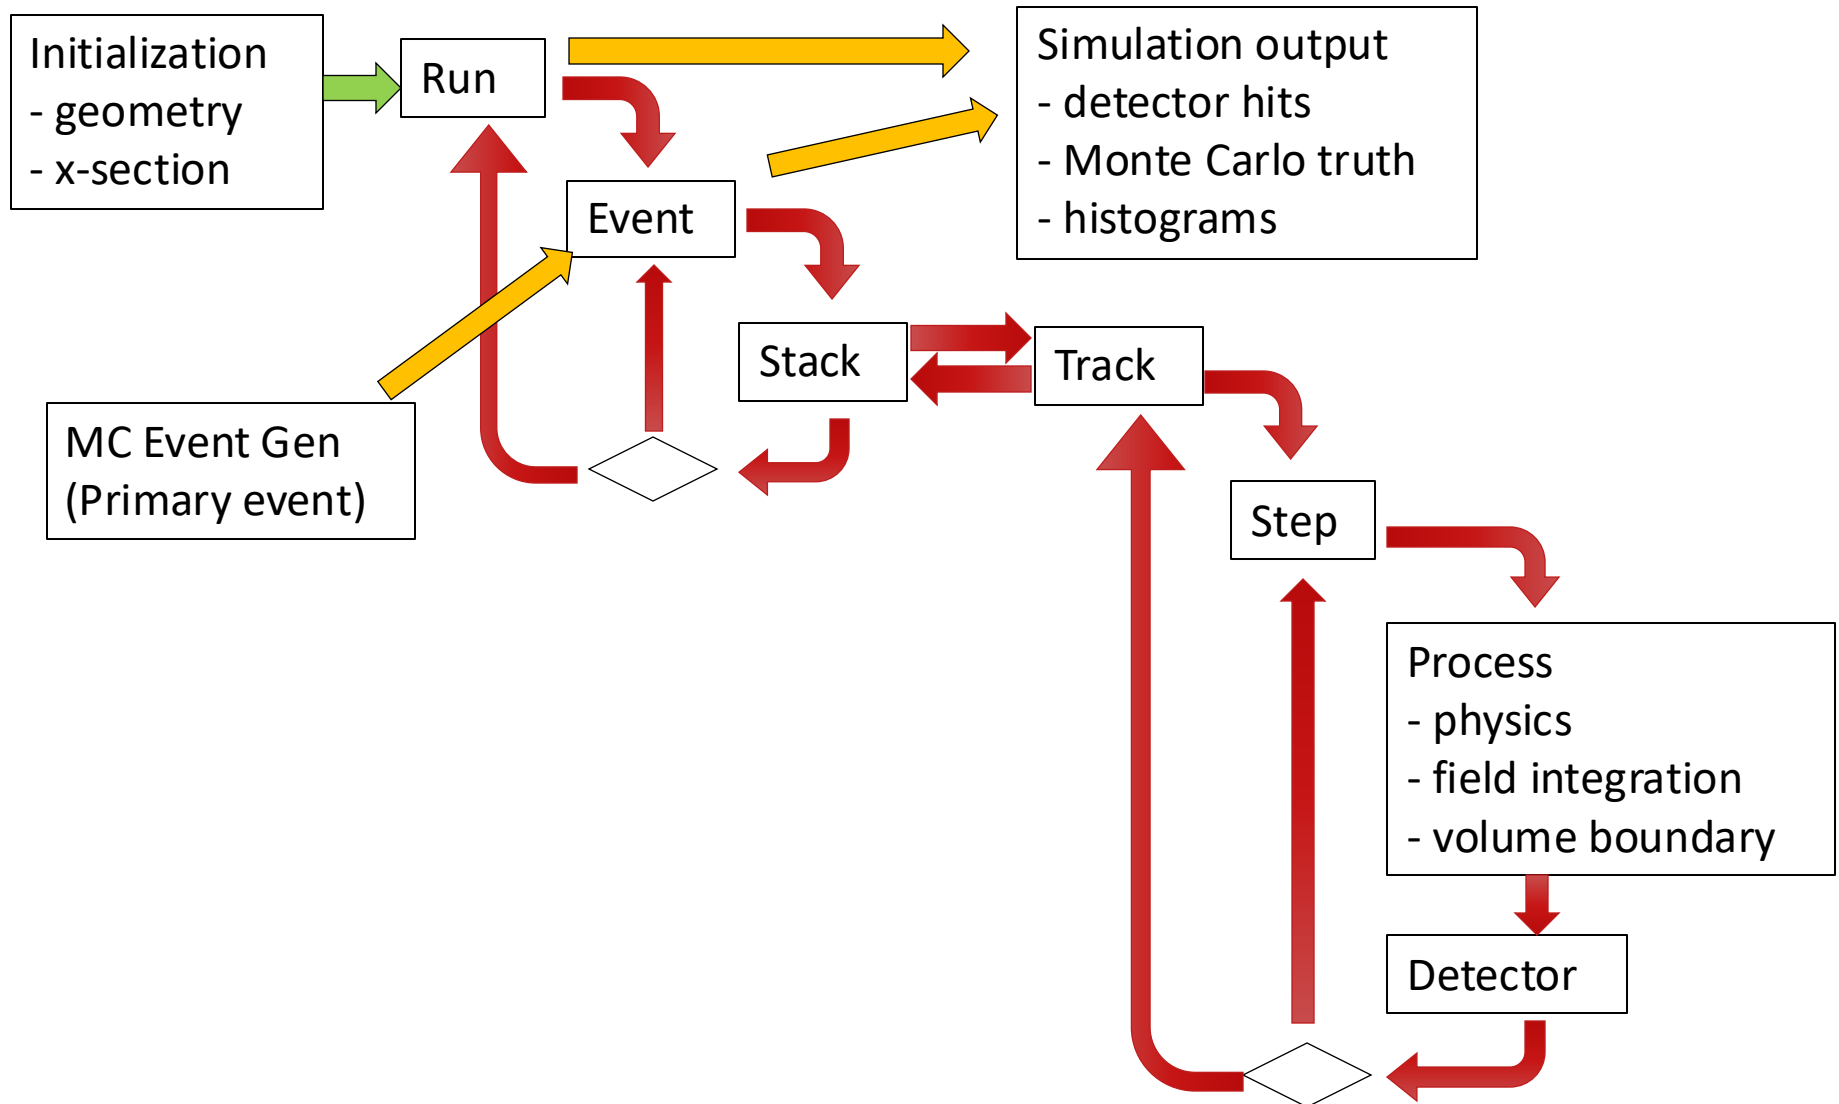 Initialization
- geometry
- x-section
Run
Simulation output
- detector hits
- Monte Carlo truth
- histograms
Event
Stack
Track
MC Event Gen
(Primary event)
Step
Process
- physics
- field integration
- volume boundary
Detector